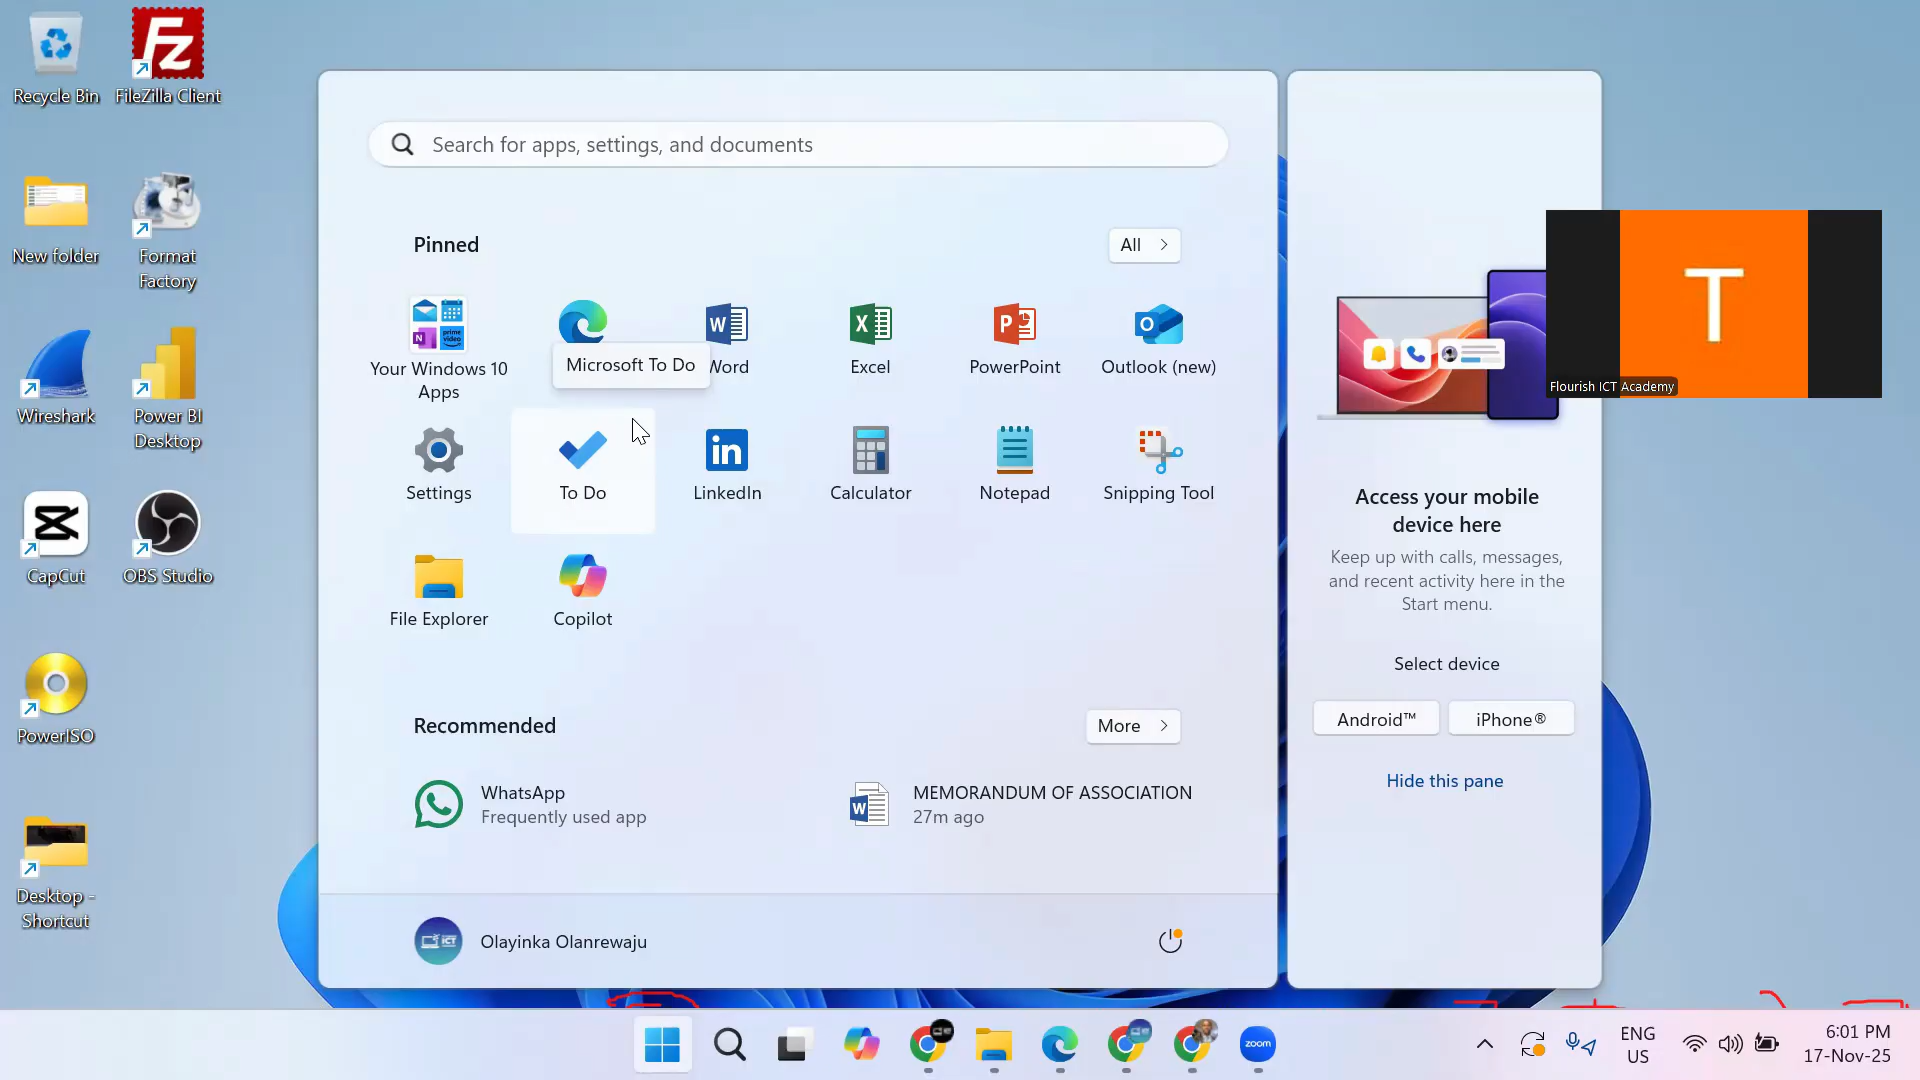 Recycle Bin
FileZilla Client
New folder
Format
Factory
Wireshark
Power BI
Desktop
CapCut
OBS Studio
PowerISO
Desktop -
Shortcut
Search for apps, settings, and documents
Pinned
All
Your Windows 10
Apps
Microsoft To Do
Word
Excel
PowerPoint
Outlook (new)
Settings
To Do
LinkedIn
Calculator
Notepad
Snipping Tool
File Explorer
Copilot
Recommended
More
WhatsApp
Frequently used app
MEMORANDUM OF ASSOCIATION
27m ago
Olayinka Olanrewaju
T
Flourish ICT Academy
Access your mobile
device here
Keep up with calls, messages,
and recent activity here in the
Start menu.
Select device
Android™
iPhone®
Hide this pane
zoom
ENG
US
6:01 PM
17-Nov-25